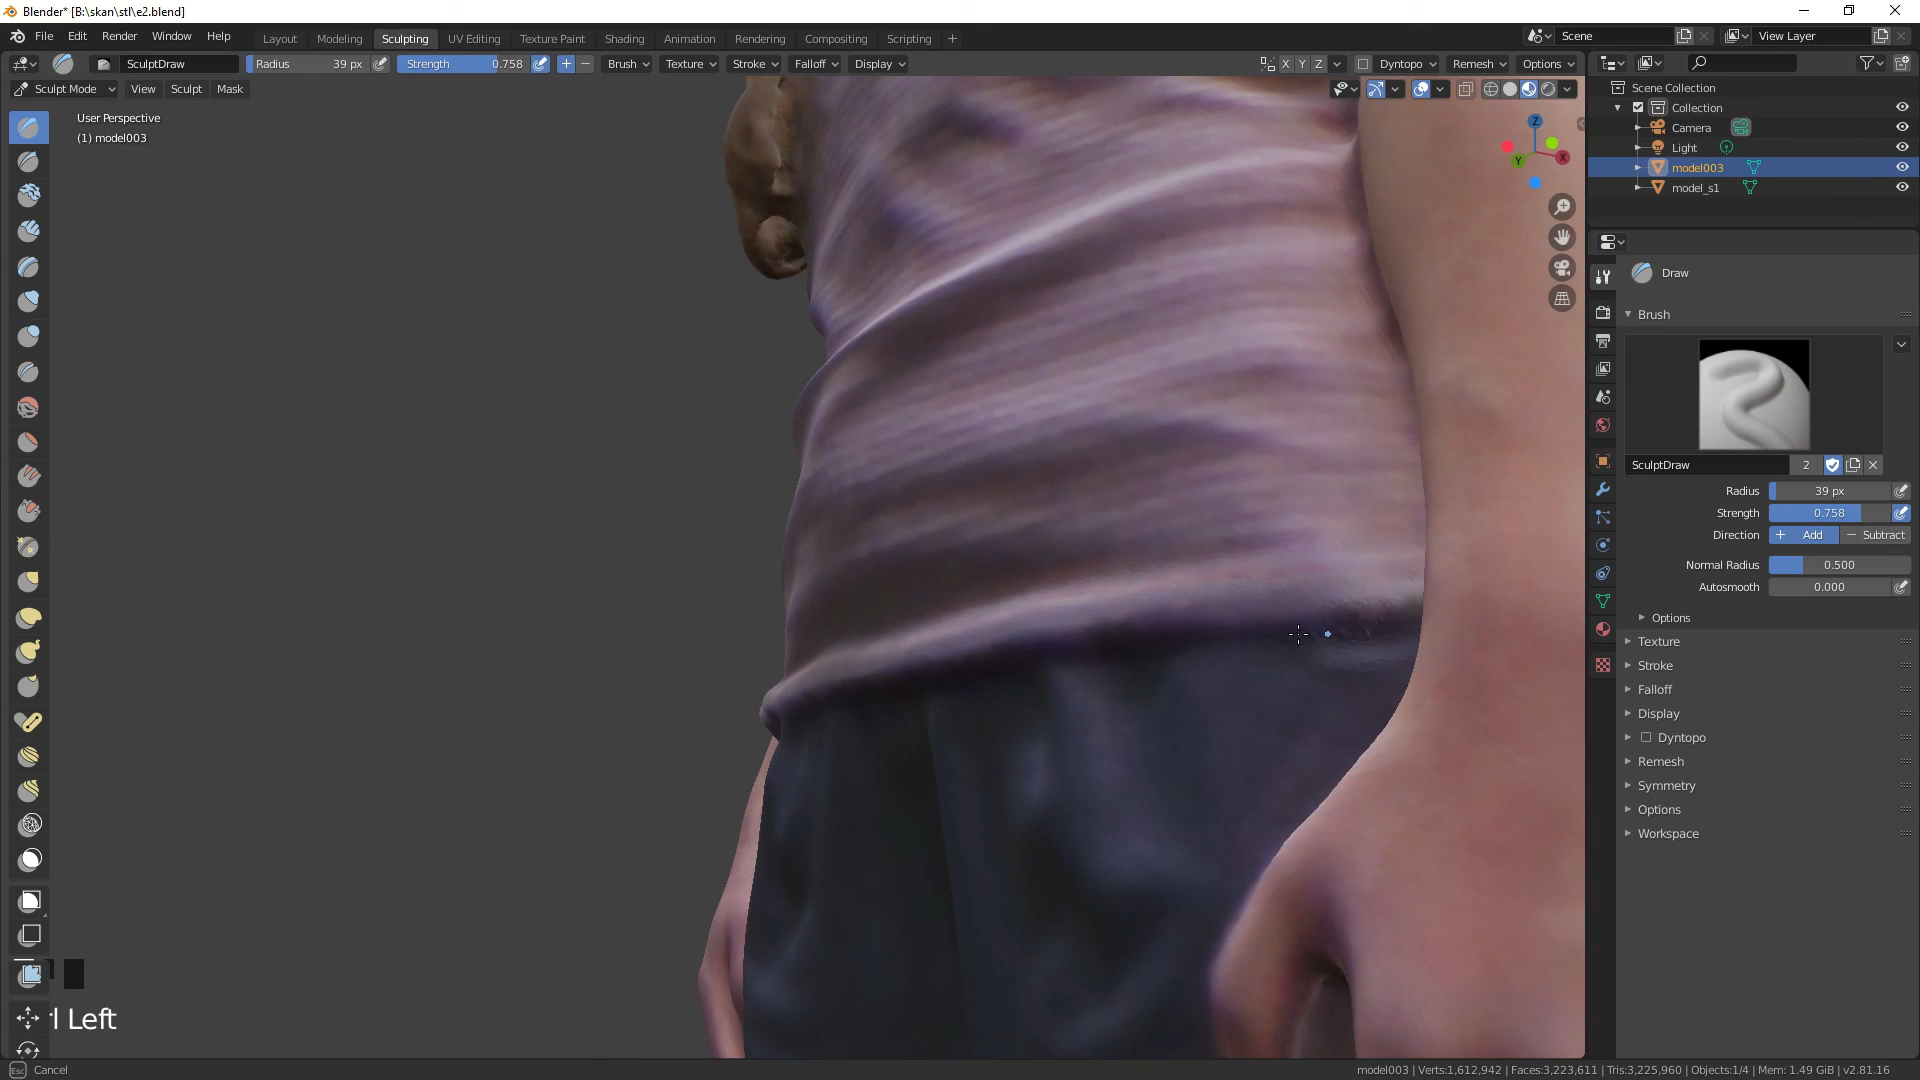 Blender* [B:\skan\stl\e2.blend]
File Edit Render Window Help Layout Modeling Sculpting UV Editing Texture Paint Shading Animation Rendering Compositing Scripting + Scene View Layer
SculptDraw Radius 39 px Strength 0.758 + − Brush Texture Stroke Falloff Display X Y Z Dyntopo Remesh Options
Sculpt Mode View Sculpt Mask
User Perspective
(1) model003
Z
Y X
Scene Collection
Collection
Camera
Light
model003
model_s1
Draw
Brush
SculptDraw 2
Radius 39 px
Strength 0.758
Direction + Add − Subtract
Normal Radius 0.500
Autosmooth 0.000
Options
Texture
Stroke
Falloff
Display
Dyntopo
Remesh
Symmetry
Options
Workspace
l Left
Esc Cancel
model003 | Verts:1,612,942 | Faces:3,223,611 | Tris:3,225,960 | Objects:1/4 | Mem: 1.49 GiB | v2.81.16